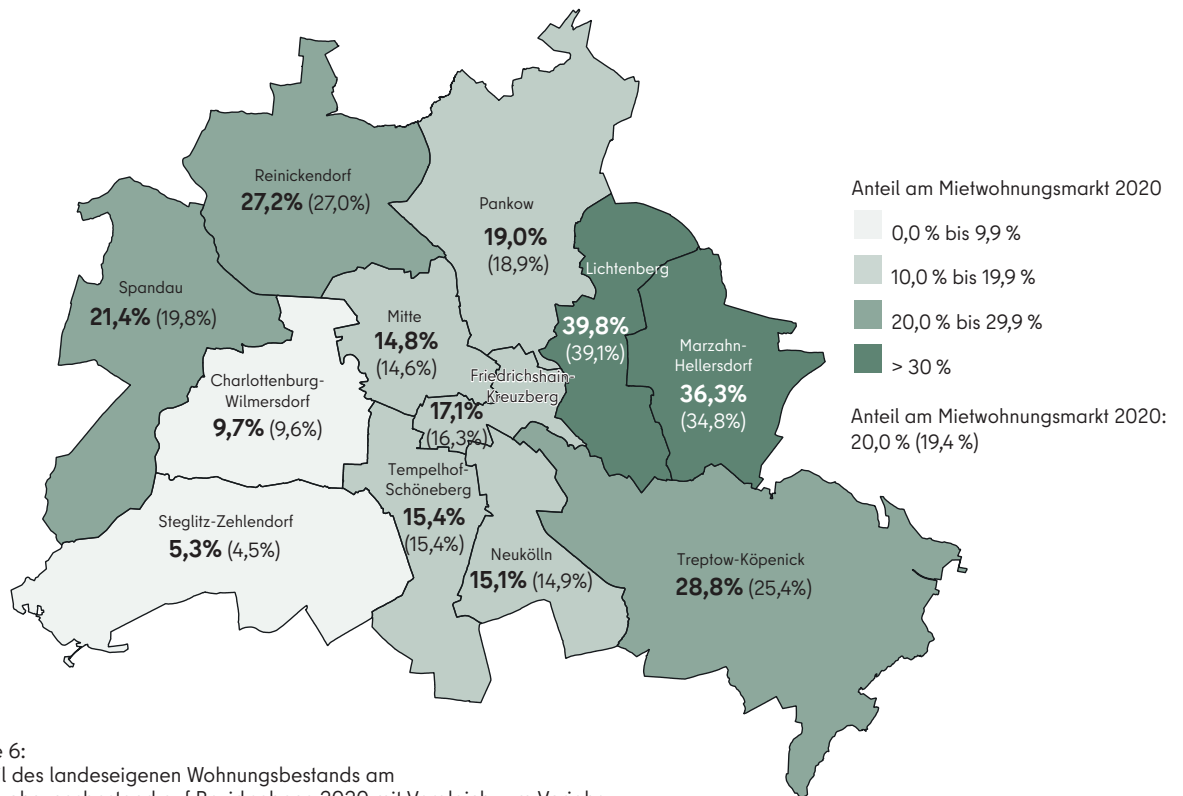 Reinickendorf
27,2% (27,0%)
Pankow
19,0%
(18,9%)
Lichtenberg
39,8%
(39,1%)
Spandau
21,4% (19,8%)
Mitte
14,8%
(14,6%)
Marzahn-
Hellersdorf
36,3%
(34,8%)
Charlottenburg-
Wilmersdorf
9,7% (9,6%)
Friedrichshain-
Kreuzberg
17,1%
(16,3%)
Tempelhof-
Schöneberg
15,4%
(15,4%)
Steglitz-Zehlendorf
5,3% (4,5%)
Neukölln
15,1% (14,9%)
Treptow-Köpenick
28,8% (25,4%)
Anteil am Mietwohnungsmarkt 2020
0,0 % bis 9,9 %
10,0 % bis 19,9 %
20,0 % bis 29,9 %
> 30 %
Anteil am Mietwohnungsmarkt 2020:
20,0 % (19,4 %)
e 6:
l des landeseigenen Wohnungsbestands am